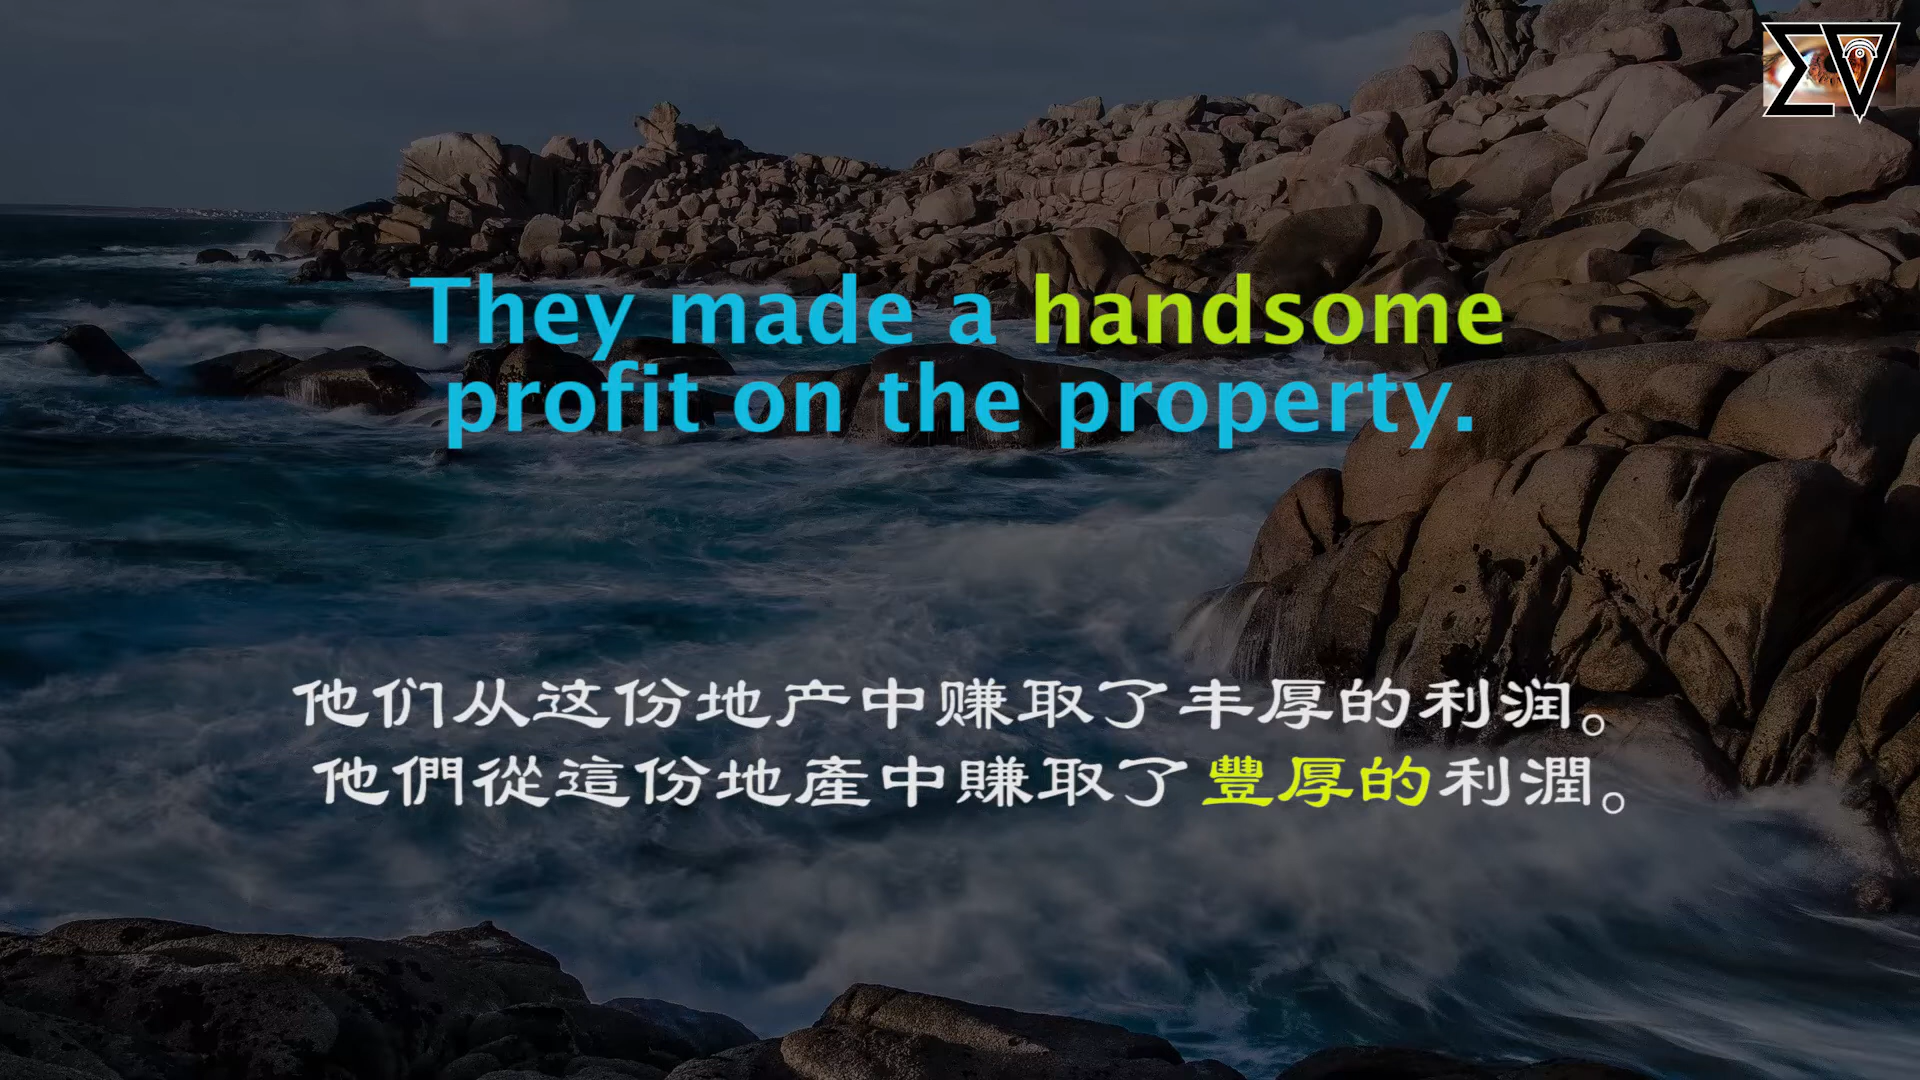 They made a handsome
profit on the property.
他们从这份地产中赚取了丰厚的利润。
他們從這份地產中賺取了豐厚的利潤。